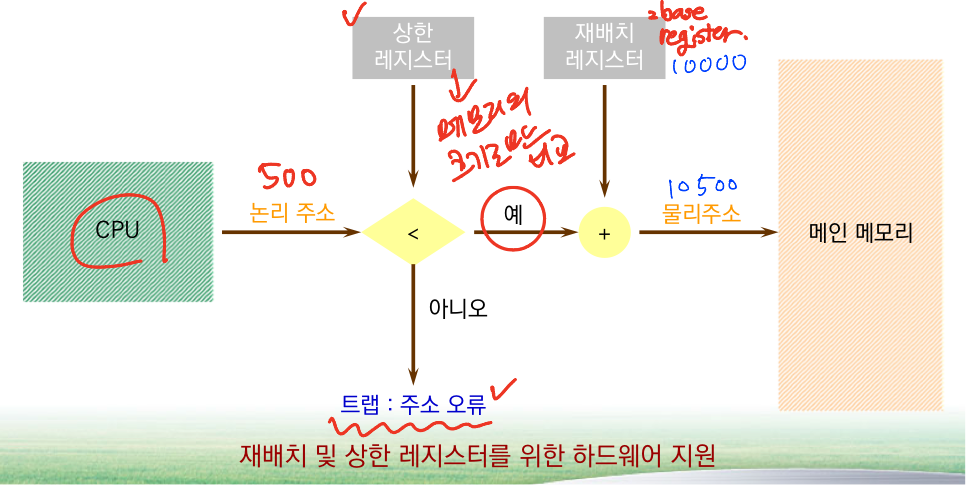 상한
레지스터
재배치
레지스터
=base
register.
10000
메모리의
크기로
비교
CPU
500
논리 주소
<
예
+
10500
물리주소
메인 메모리
아니오
트랩 : 주소 오류
재배치 및 상한 레지스터를 위한 하드웨어 지원